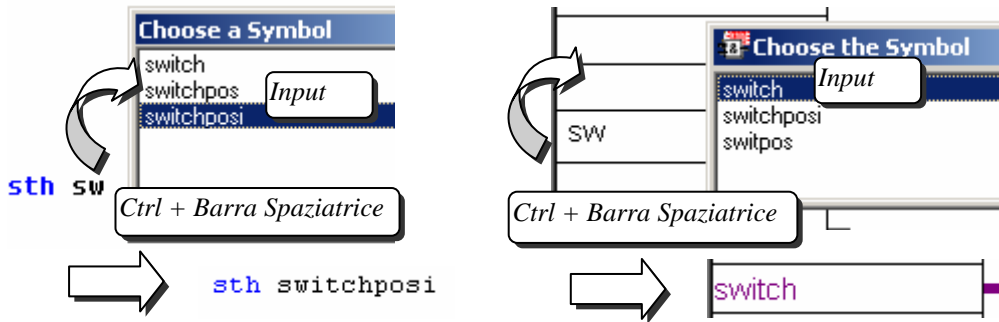 Choose a Symbol
switch
switchpos
Input
switchposi
sth sw
Ctrl + Barra Spaziatrice
sth switchposi
Choose the Symbol
Input
switch
switchposi
switpos
sw
Ctrl + Barra Spaziatrice
switch